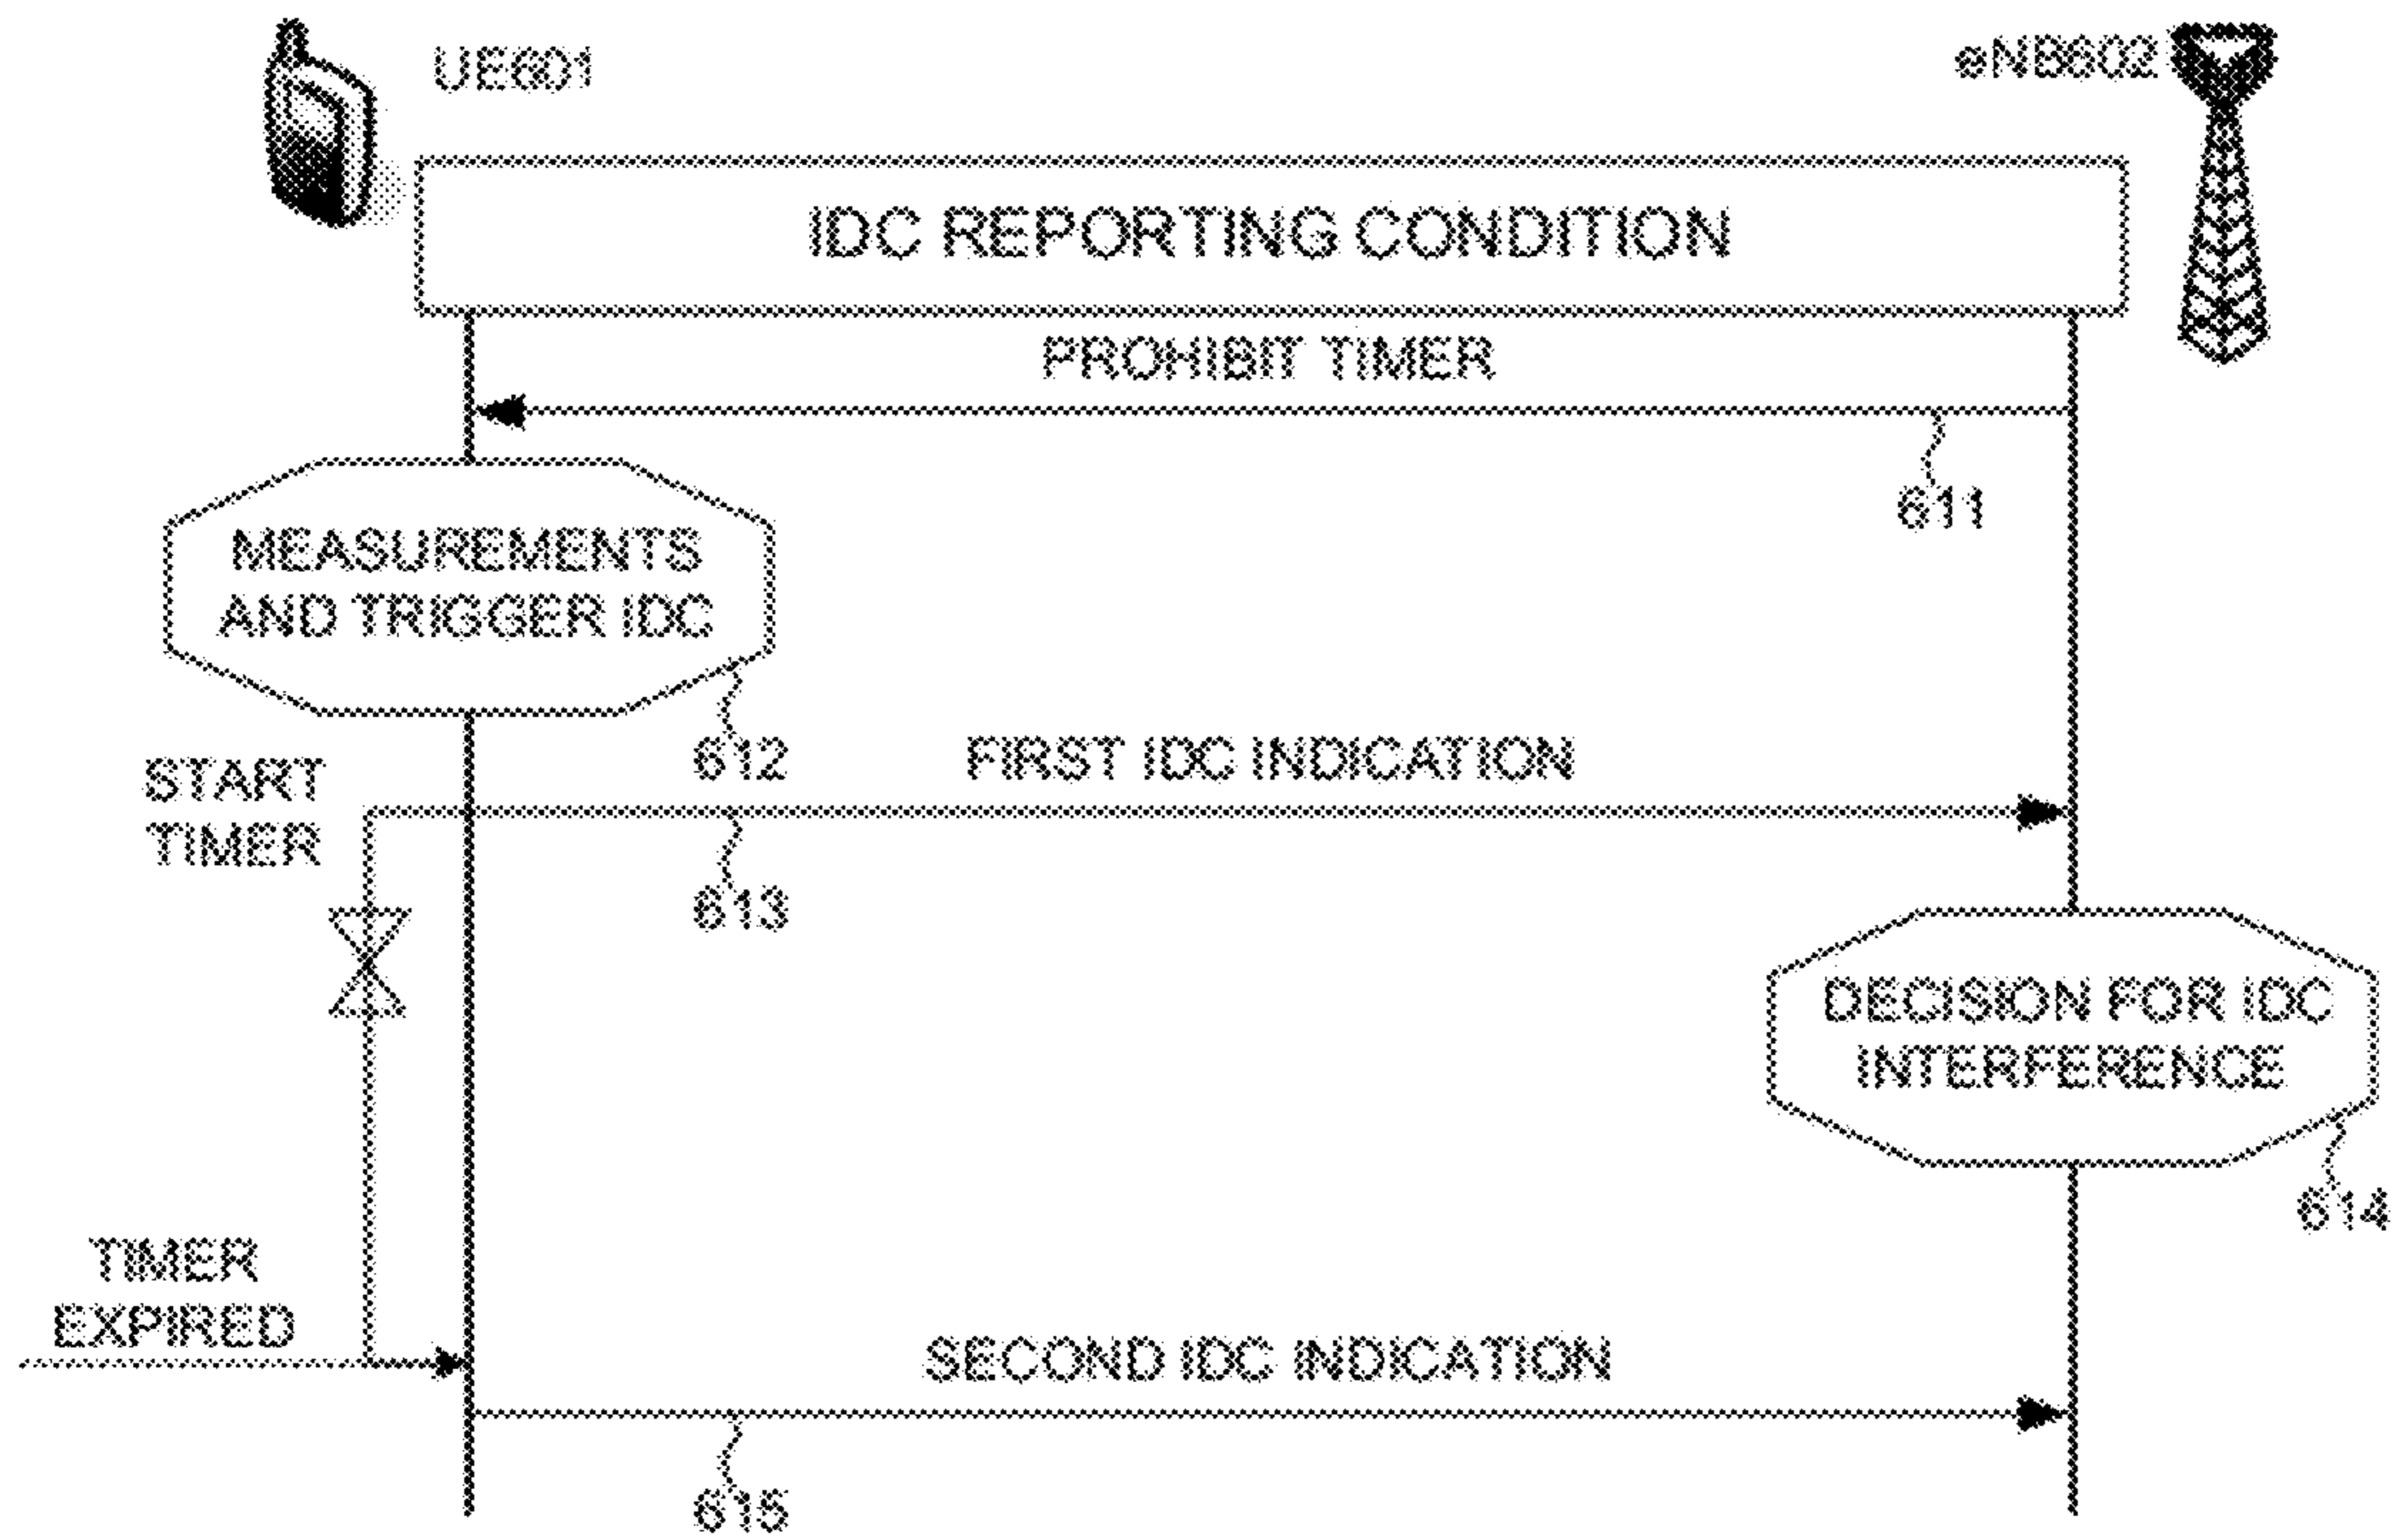 UE601
eNB602
IDC REPORTING CONDITION
PROHIBIT TIMER
611
MEASUREMENTS
AND TRIGGER IDC
612
FIRST IDC INDICATION
START
TIMER
613
DECISION FOR IDC
INTERFERENCE
614
TIMER
EXPIRED
SECOND IDC INDICATION
615